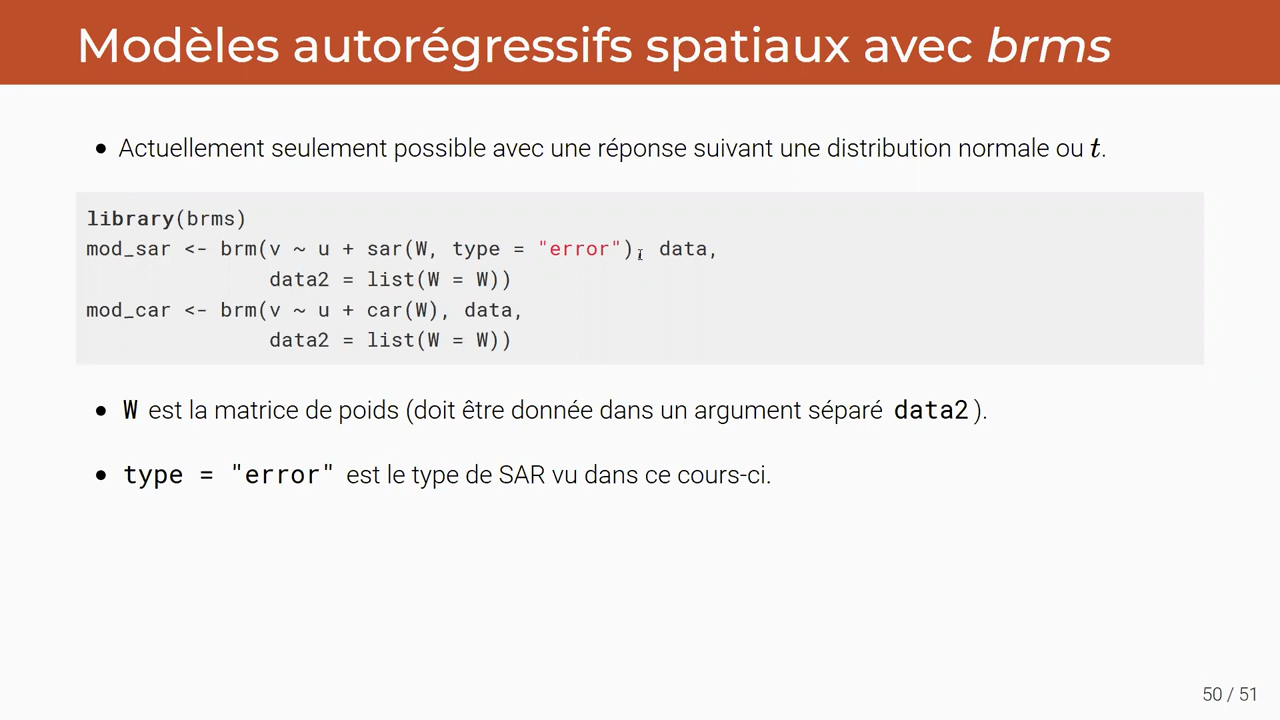 Modèles autorégressifs spatiaux avec brms
• Actuellement seulement possible avec une réponse suivant une distribution normale ou t.
library(brms)
mod_sar <- brm(v ~ u + sar(W, type = "error"), data,
data2 = list(W = W))
mod_car <- brm(v ~ u + car(W), data,
data2 = list(W = W))
• W est la matrice de poids (doit être donnée dans un argument séparé data2).
• type = "error" est le type de SAR vu dans ce cours-ci.
50 / 51